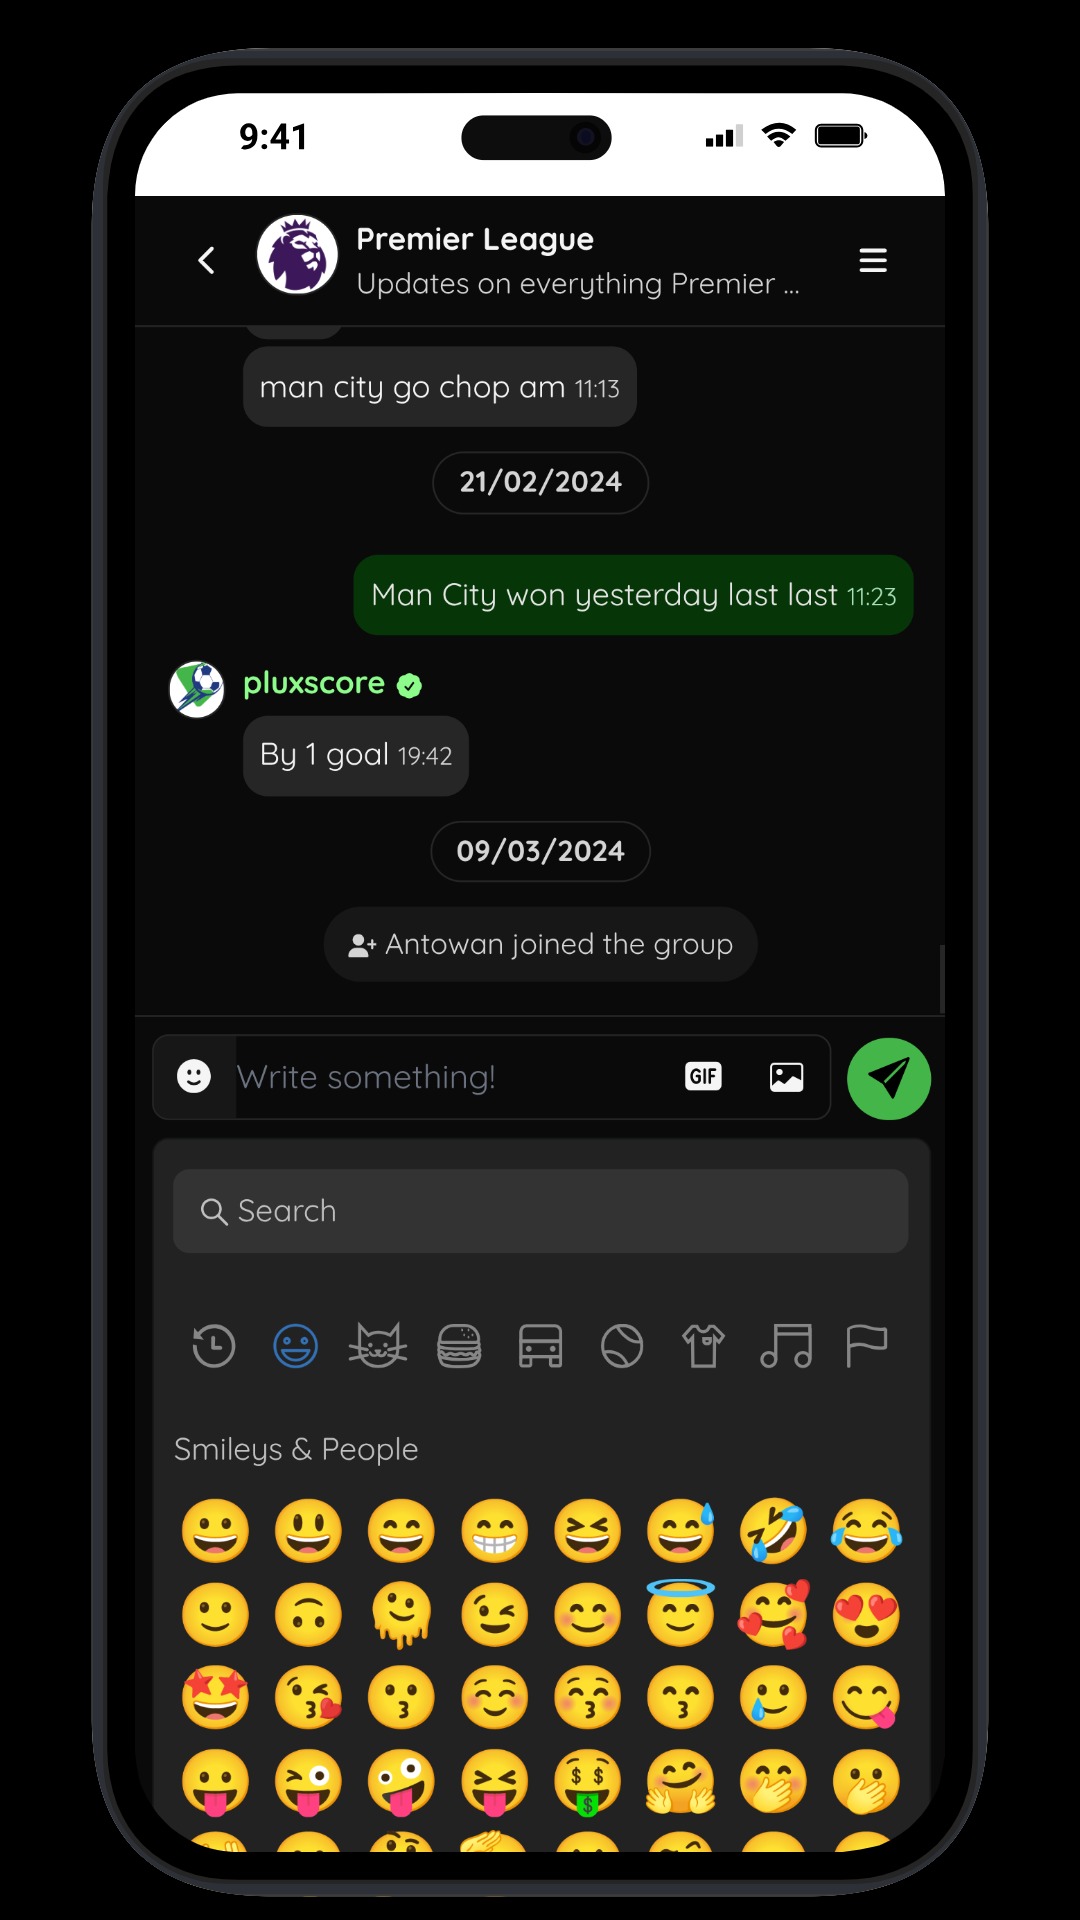 9:41
Premier League
Updates on everything Premier ...
man city go chop am 11:13
21/02/2024
Man City won yesterday last last 11:23
pluxscore
By 1 goal 19:42
09/03/2024
Antowan joined the group
Write something!
GIF
Search
Smileys & People